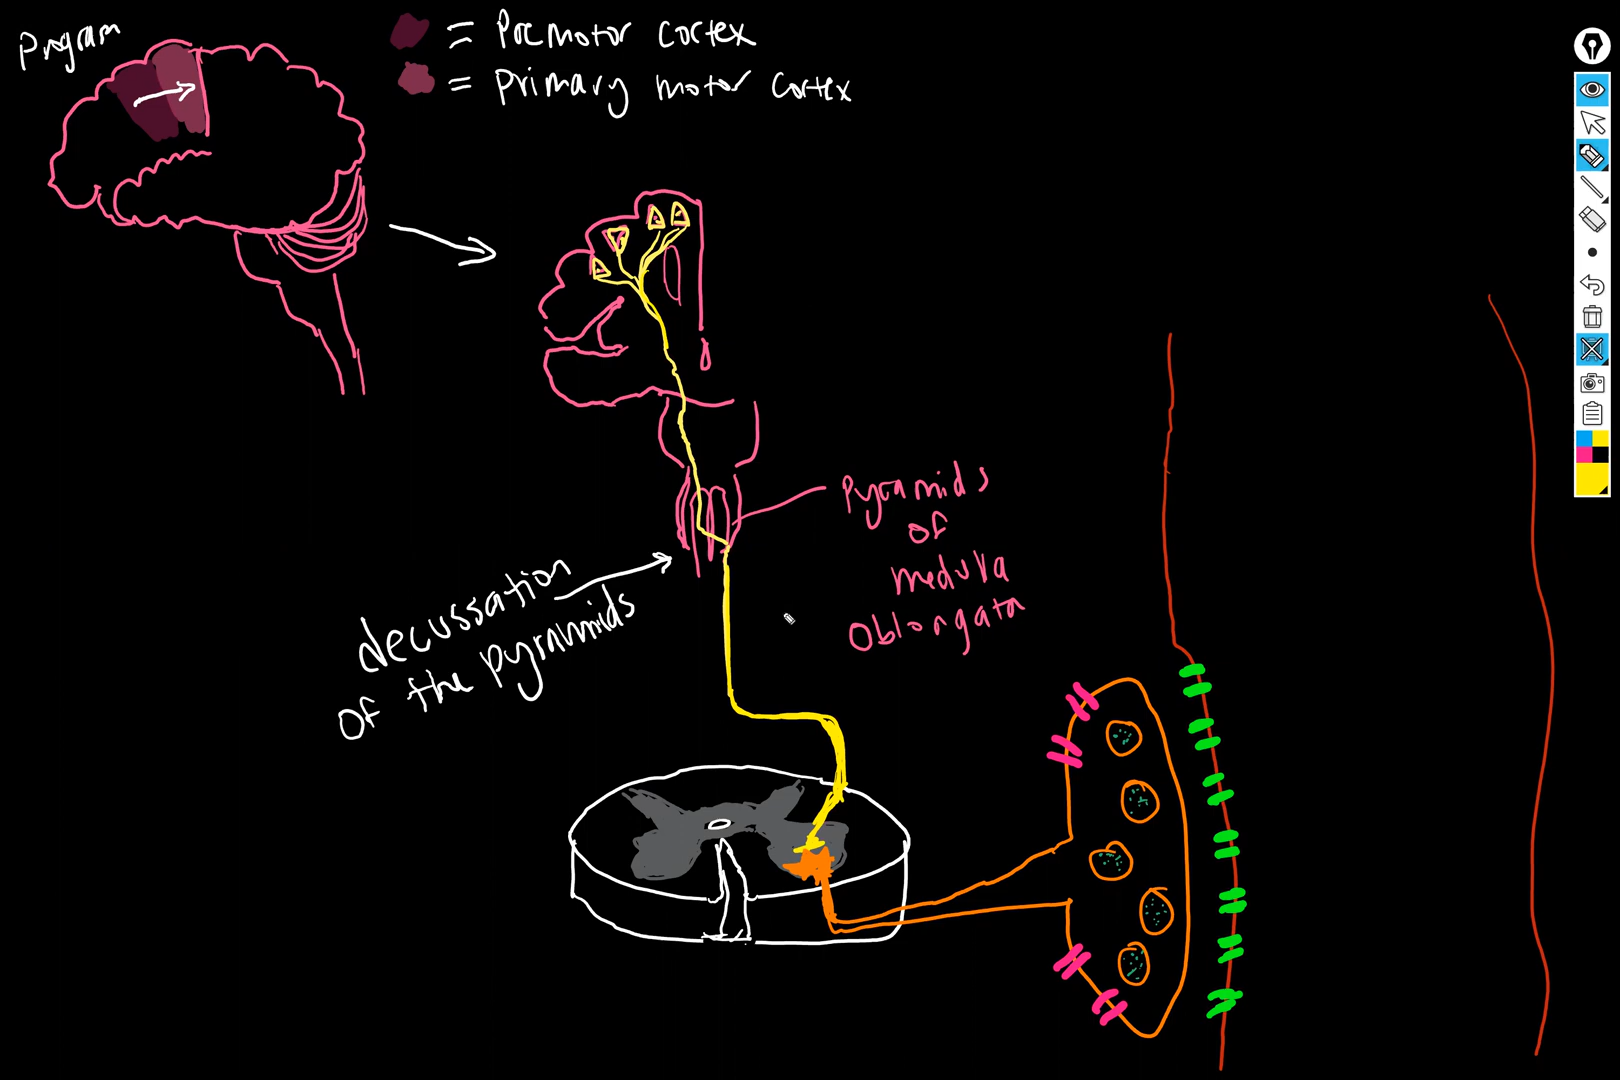 Program
= Premotor cortex
= Primary motor cortex
Pyramids
of
medulla
Oblongata
decussation
of the pyramids